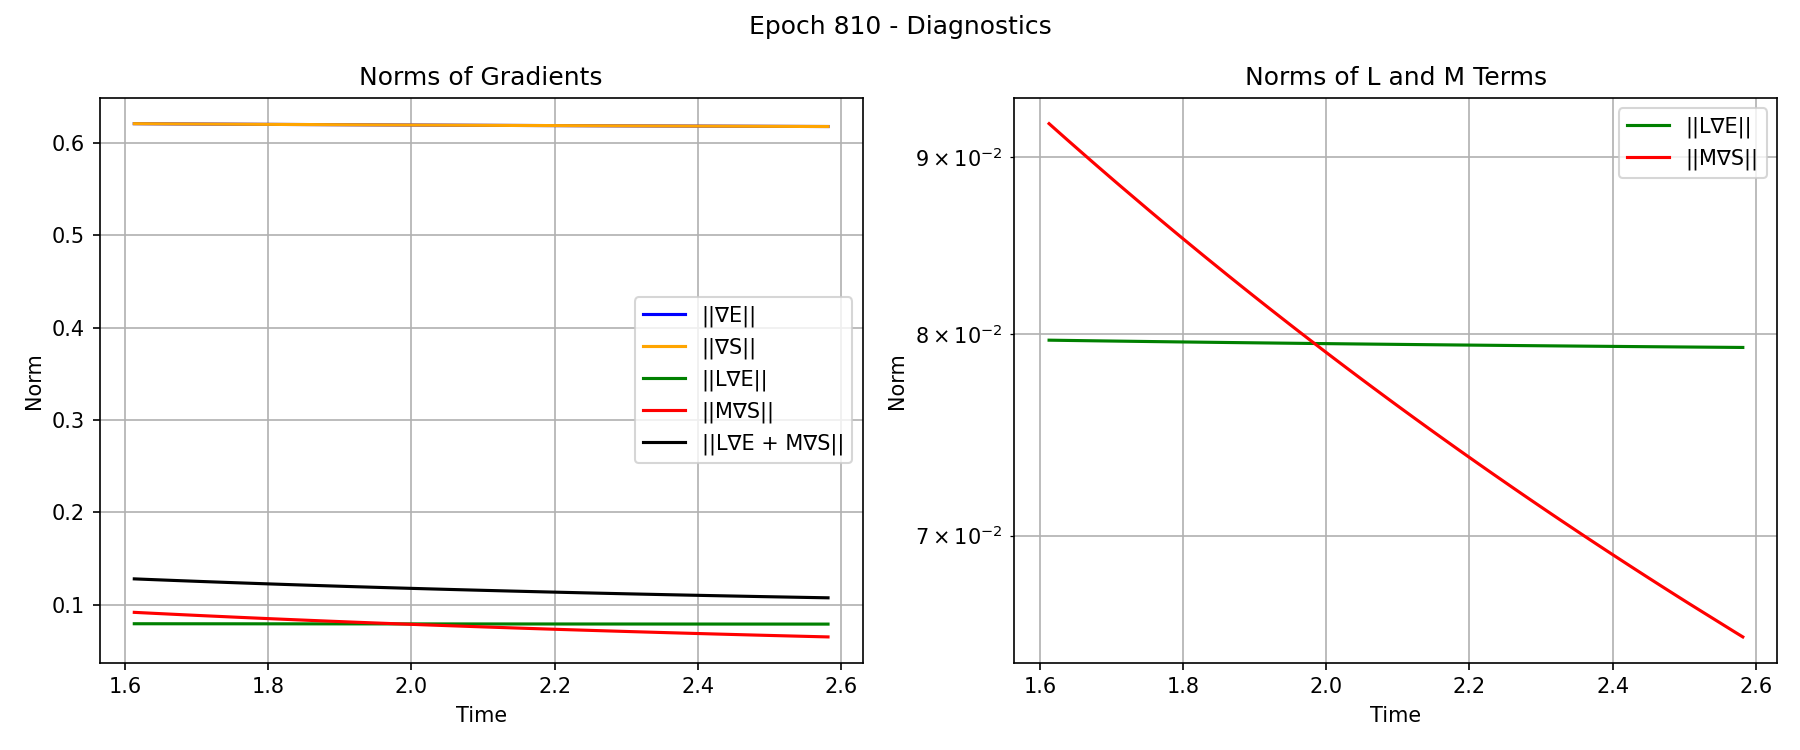 Epoch 810 - Diagnostics
Norms of Gradients
Norm
0.6
0.5
0.4
0.3
0.2
0.1
||∇E||
||∇S||
||L∇E||
||M∇S||
||L∇E + M∇S||
1.6 1.8 2.0 2.2 2.4 2.6
Time
Norms of L and M Terms
Norm
9 × 10⁻²
8 × 10⁻²
7 × 10⁻²
||L∇E||
||M∇S||
1.6 1.8 2.0 2.2 2.4 2.6
Time